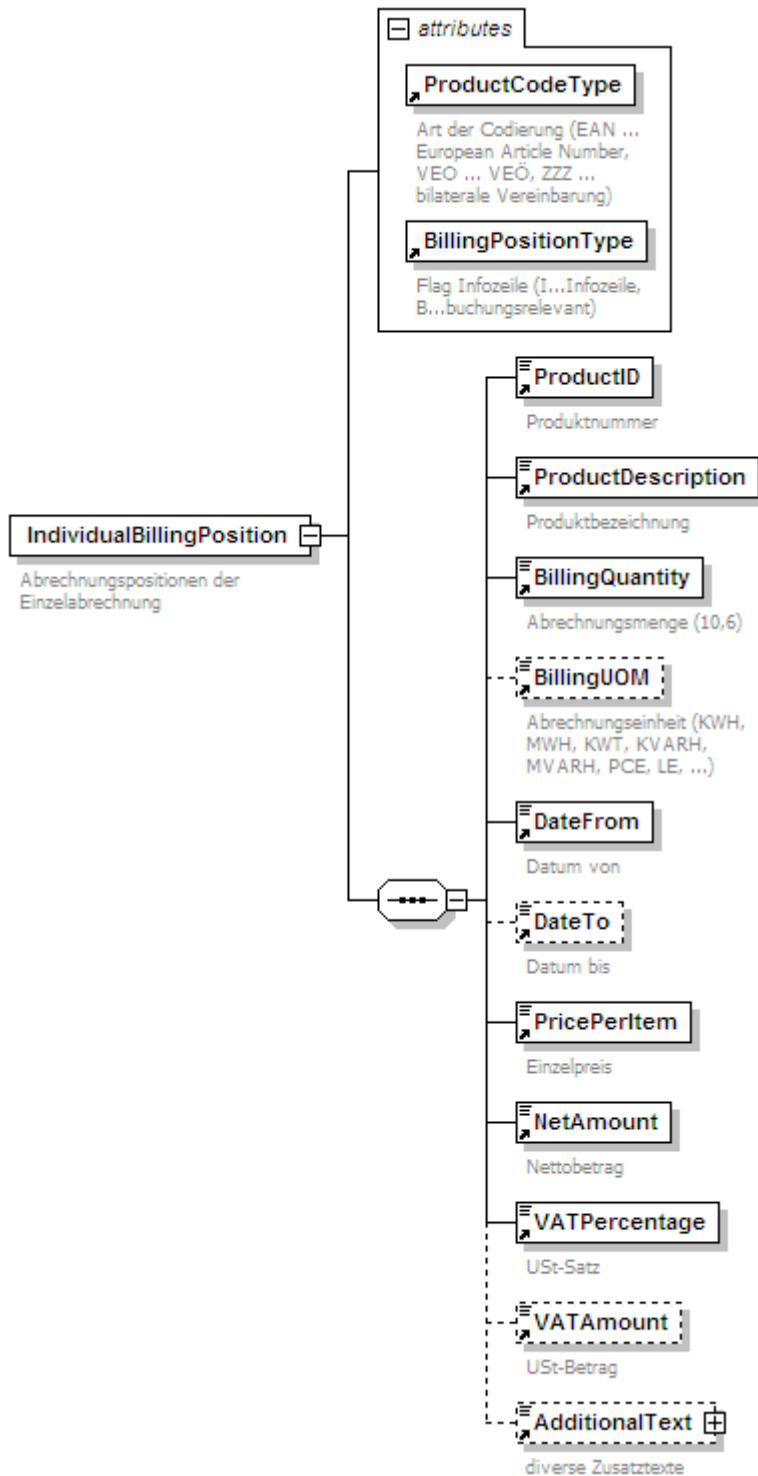 attributes
ProductCodeType
Art der Codierung (EAN ...
European Article Number,
VEO ... VEÖ, ZZZ ...
bilaterale Vereinbarung)
BillingPositionType
Flag Infozeile (I...Infozeile,
B...buchungsrelevant)
IndividualBillingPosition
Abrechnungspositionen der
Einzelabrechnung
ProductID
Produktnummer
ProductDescription
Produktbezeichnung
BillingQuantity
Abrechnungsmenge (10,6)
BillingUOM
Abrechnungseinheit (KWH,
MWH, KWT, KVARH,
MVARH, PCE, LE, ...)
DateFrom
Datum von
DateTo
Datum bis
PricePerItem
Einzelpreis
NetAmount
Nettobetrag
VATPercentage
USt-Satz
VATAmount
USt-Betrag
AdditionalText
diverse Zusatztexte